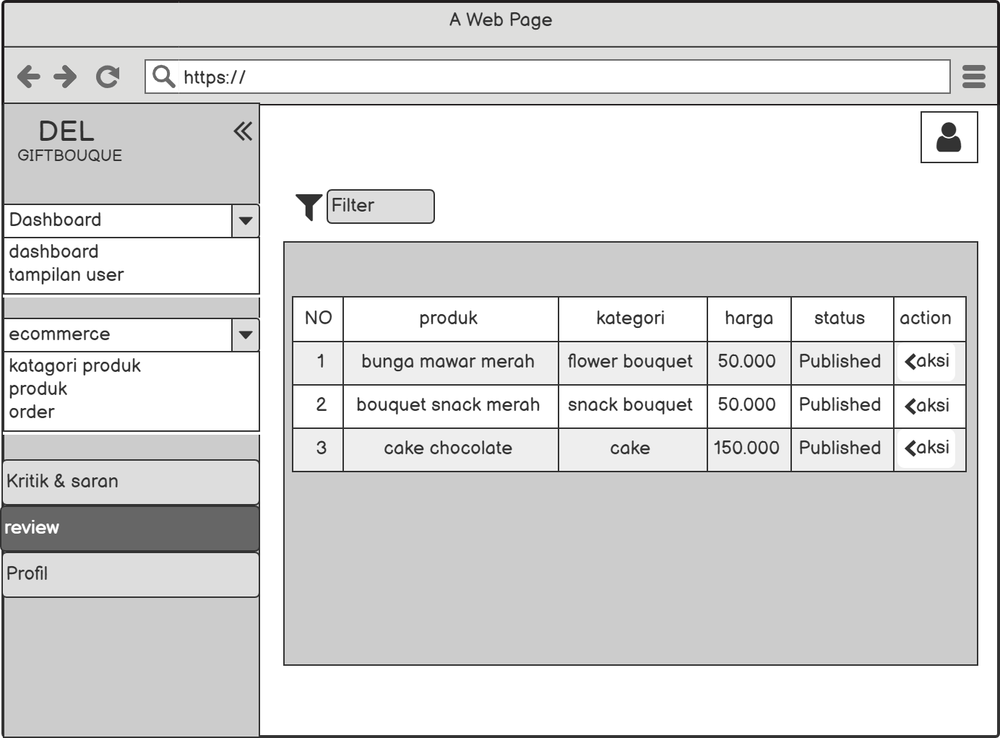 A Web Page
https://
DEL
GIFTBOUQUE
Dashboard
dashboard
tampilan user
ecommerce
katagori produk
produk
order
Kritik & saran
review
Profil
Filter
NO produk kategori harga status action
1 bunga mawar merah flower bouquet 50.000 Published aksi
2 bouquet snack merah snack bouquet 50.000 Published aksi
3 cake chocolate cake 150.000 Published aksi